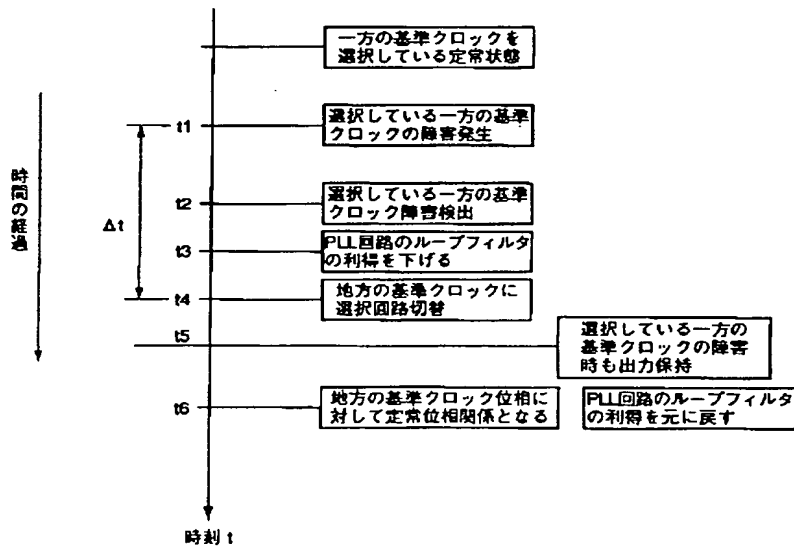 一方の基準クロックを
選択している定常状態
t1
選択している一方の基準
クロックの障害発生
時間の経過
Δt
t2
選択している一方の基準
クロック障害検出
t3
PLL回路のループフィルタ
の利得を下げる
t4
地方の基準クロックに
選択回路切替
t5
選択している一方の
基準クロックの障害
時も出力保持
t6
地方の基準クロック位相に
対して定常位相関係となる
PLL回路のループフィルタ
の利得を元に戻す
時刻 t